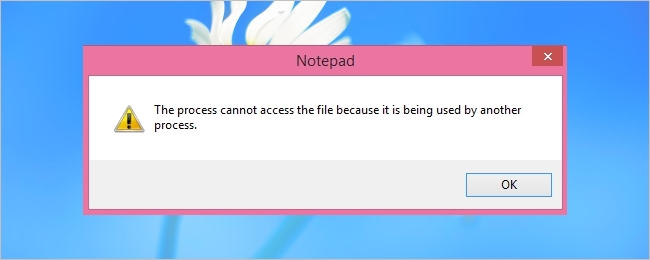 Notepad
The process cannot access the file because it is being used by another
process.
OK